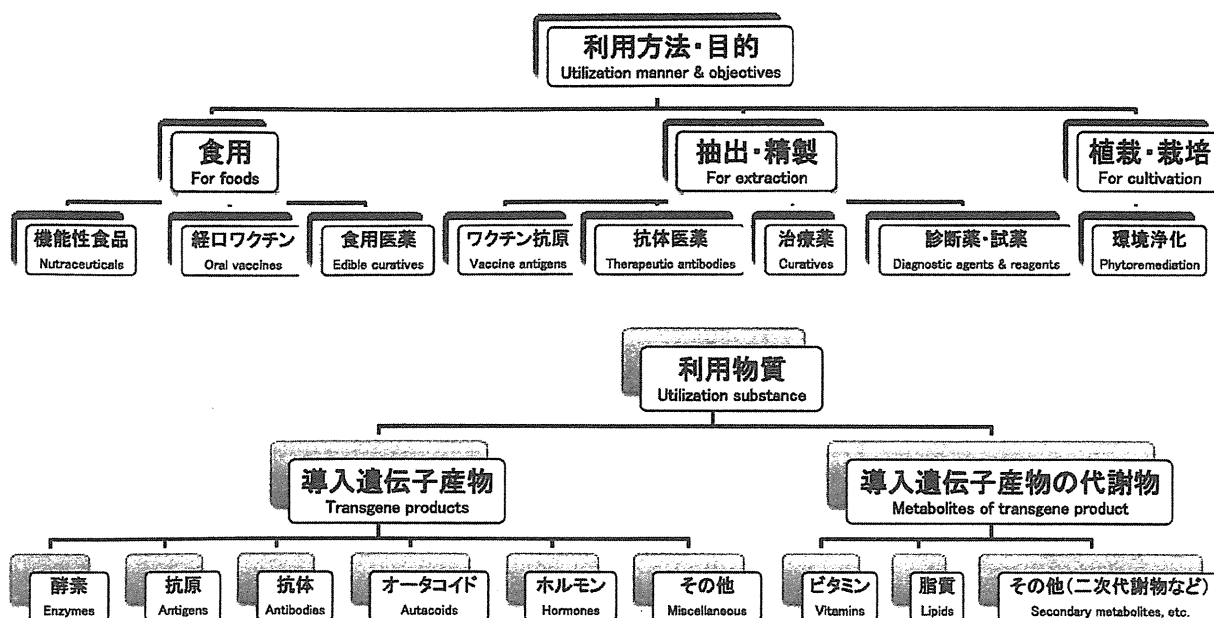 利用方法・目的
Utilization manner & objectives
食用
For foods
抽出・精製
For extraction
植栽・栽培
For cultivation
機能性食品
Nutraceuticals
経口ワクチン
Oral vaccines
食用医薬
Edible curatives
ワクチン抗原
Vaccine antigens
抗体医薬
Therapeutic antibodies
治療薬
Curatives
診断薬・試薬
Diagnostic agents & reagents
環境浄化
Phytoremediation
利用物質
Utilization substance
導入遺伝子産物
Transgene products
導入遺伝子産物の代謝物
Metabolites of transgene product
酵素
Enzymes
抗原
Antigens
抗体
Antibodies
オータコイド
Autacoids
ホルモン
Hormones
その他
Miscellaneous
ビタミン
Vitamins
脂質
Lipids
その他(二次代謝物など)
Secondary metabolites, etc.